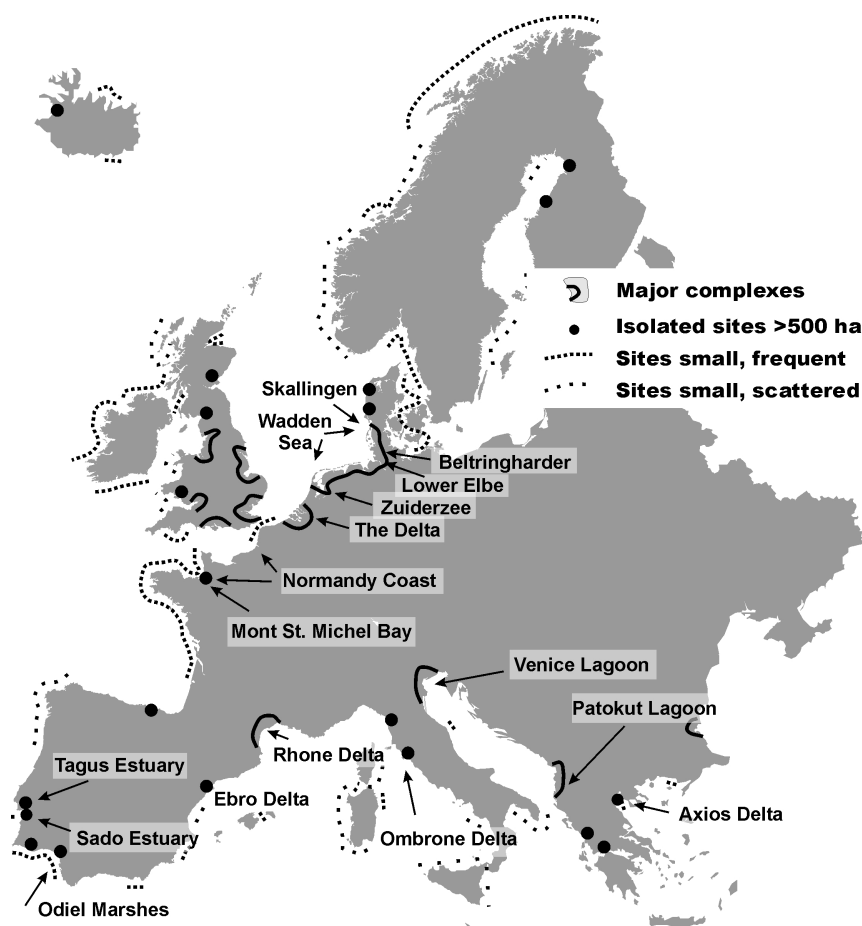 Major complexes
Isolated sites >500 ha
Sites small, frequent
Sites small, scattered
Skallingen
Wadden
Sea
Beltringharder
Lower Elbe
Zuiderzee
The Delta
Normandy Coast
Mont St. Michel Bay
Venice Lagoon
Patokut Lagoon
Rhone Delta
Tagus Estuary
Ebro Delta
Axios Delta
Sado Estuary
Ombrone Delta
Odiel Marshes